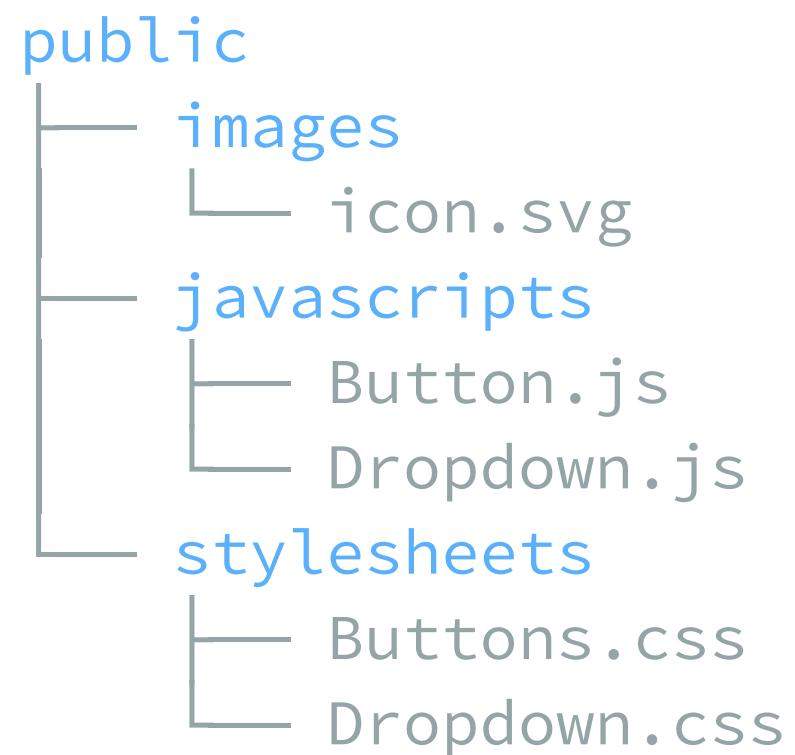 public
images
icon.svg
javascripts
Button.js
Dropdown.js
stylesheets
Buttons.css
Dropdown.css